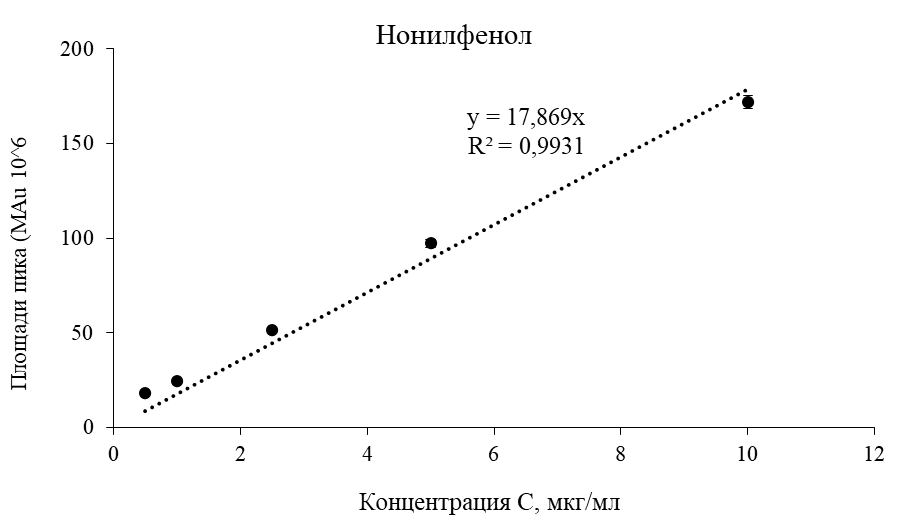 Нонилфенол
200
150
100
50
0
y = 17,869x
R² = 0,9931
Площади пика (MAu 10^6
0 2 4 6 8 10 12
Концентрация С, мкг/мл